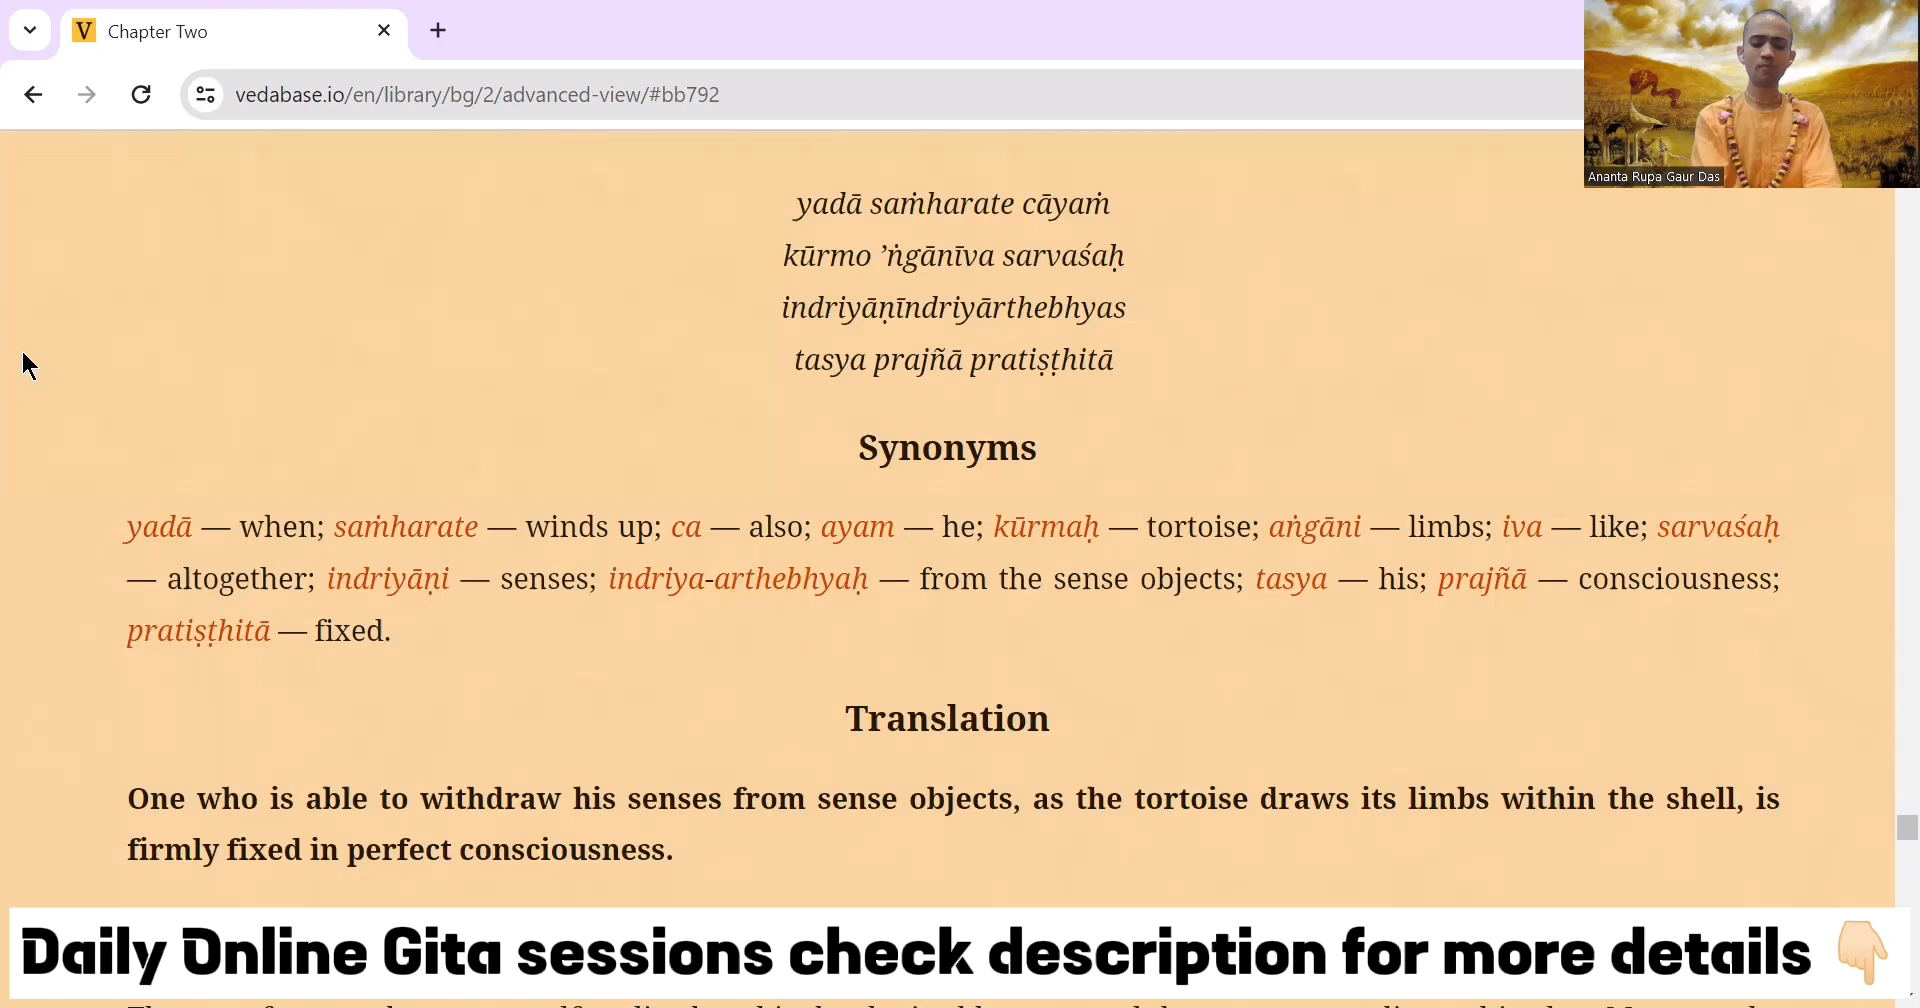 Chapter Two
vedabase.io/en/library/bg/2/advanced-view/#bb792
Ananta Rupa Gaur Das
yadā saṁharate cāyaṁ
kūrmo ’ṅgānīva sarvaśaḥ
indriyāṇīndriyārthebhyas
tasya prajñā pratiṣṭhitā
Synonyms
yadā — when; saṁharate — winds up; ca — also; ayam — he; kūrmaḥ — tortoise; aṅgāni — limbs; iva — like; sarvaśaḥ
— altogether; indriyāṇi — senses; indriya-arthebhyaḥ — from the sense objects; tasya — his; prajñā — consciousness;
pratiṣṭhitā — fixed.
Translation
One who is able to withdraw his senses from sense objects, as the tortoise draws its limbs within the shell, is
firmly fixed in perfect consciousness.
Daily Online Gita sessions check description for more details